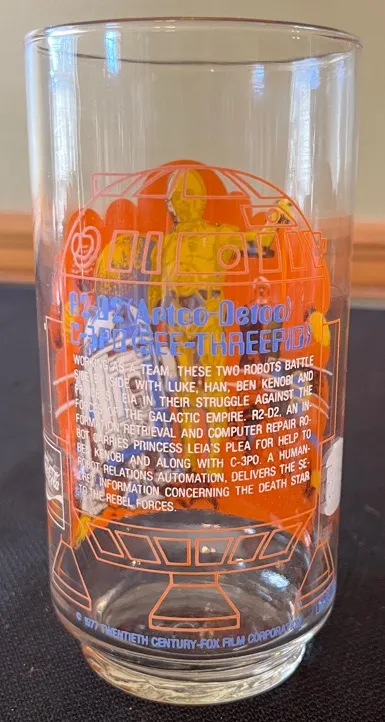 R2-D2 (Artoo-Detoo)
C-3PO (SEE-THREEPIO)
WORKING AS A TEAM, THESE TWO ROBOTS BATTLE
SIDE BY SIDE WITH LUKE, HAN, BEN KENOBI AND
PRINCESS LEIA IN THEIR STRUGGLE AGAINST THE
FORCES OF THE GALACTIC EMPIRE. R2-D2, AN IN-
FORMATION RETRIEVAL AND COMPUTER REPAIR RO-
BOT CARRIES PRINCESS LEIA'S PLEA FOR HELP TO
BEN KENOBI AND ALONG WITH C-3PO, A HUMAN-
ROBOT RELATIONS AUTOMATION, DELIVERS THE SE-
CRET INFORMATION CONCERNING THE DEATH STAR
TO THE REBEL FORCES.
© 1977 TWENTIETH CENTURY-FOX FILM CORPORATION